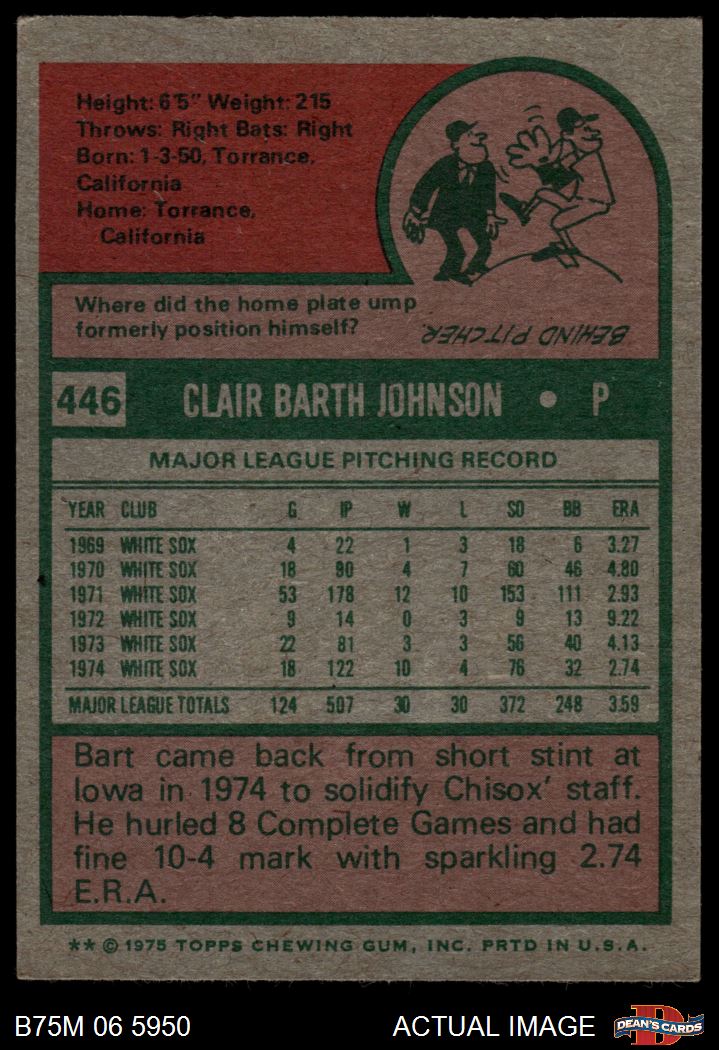 Height: 6'5" Weight: 215
Throws: Right Bats: Right
Born: 1-3-50, Torrance,
California
Home: Torrance,
California
Where did the home plate ump
formerly position himself?
BEHIND PITCHER.
446 CLAIR BARTH JOHNSON • P
MAJOR LEAGUE PITCHING RECORD
YEAR CLUB G IP W L SO BB ERA
1969 WHITE SOX 4 22 1 3 18 6 3.27
1970 WHITE SOX 18 90 4 7 60 46 4.80
1971 WHITE SOX 53 178 12 10 153 111 2.93
1972 WHITE SOX 9 14 0 3 9 13 9.22
1973 WHITE SOX 22 81 3 3 56 40 4.13
1974 WHITE SOX 18 122 10 4 76 32 2.74
MAJOR LEAGUE TOTALS 124 507 30 30 372 248 3.59
Bart came back from short stint at
Iowa in 1974 to solidify Chisox' staff.
He hurled 8 Complete Games and had
fine 10-4 mark with sparkling 2.74
E.R.A.
** © 1975 TOPPS CHEWING GUM, INC. PRTD IN U.S.A.
B75M 06 5950 ACTUAL IMAGE D DEAN'S CARDS